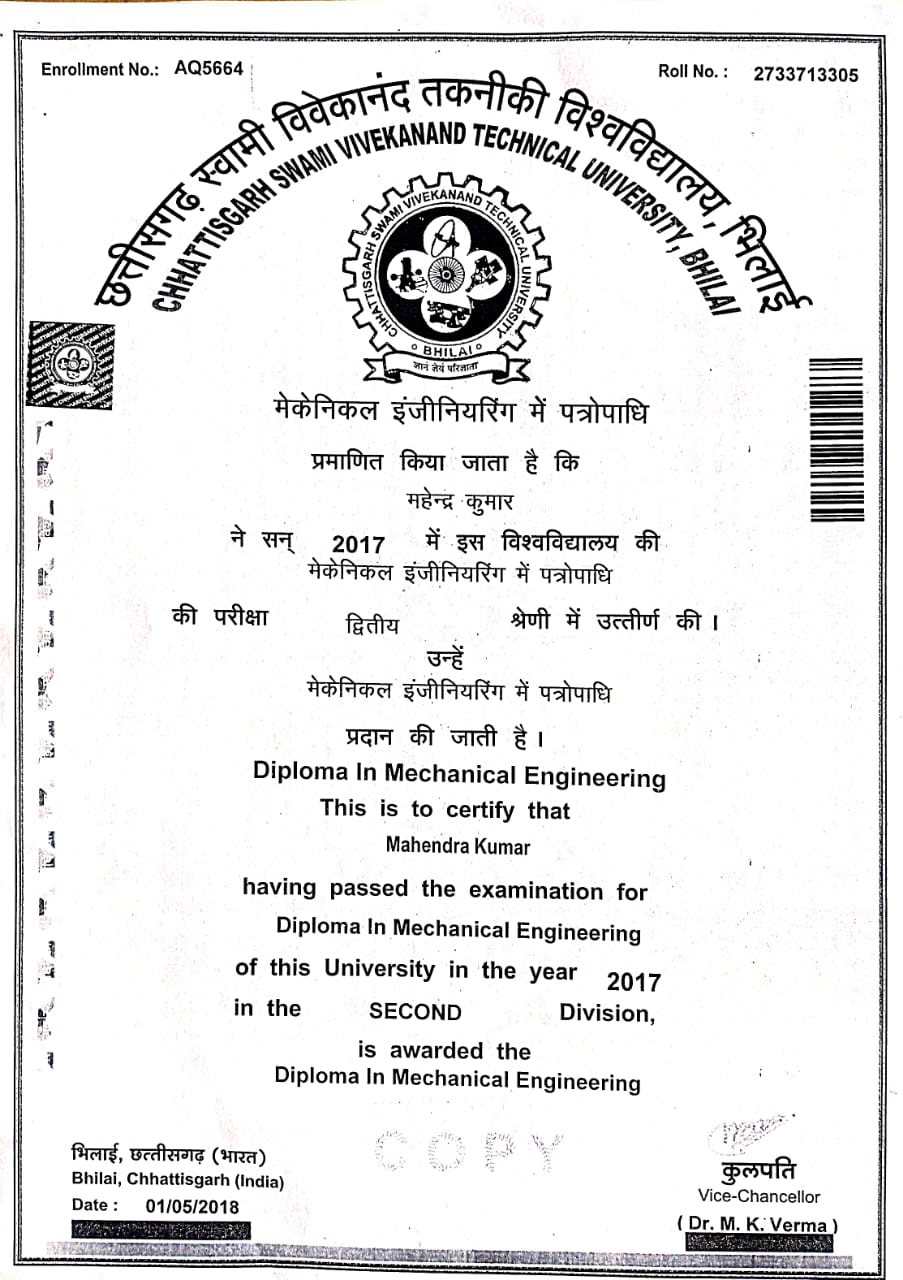 Enrollment No.: AQ5664
Roll No. : 2733713305
छत्तीसगढ़ स्वामी विवेकानंद तकनीकी विश्वविद्यालय, भिलाई
CHHATTISGARH SWAMI VIVEKANAND TECHNICAL UNIVERSITY, BHILAI
CHHATTISGARH SWAMI VIVEKANAND TECHNICAL UNIVERSITY
BHILAI
ज्ञानं ज्ञेयं परिज्ञाता
मेकेनिकल इंजीनियरिंग में पत्रोपाधि
प्रमाणित किया जाता है कि
महेन्द्र कुमार
ने सन् 2017 में इस विश्वविद्यालय की
मेकेनिकल इंजीनियरिंग में पत्रोपाधि
की परीक्षा द्वितीय श्रेणी में उत्तीर्ण की ।
उन्हें
मेकेनिकल इंजीनियरिंग में पत्रोपाधि
प्रदान की जाती है ।
Diploma In Mechanical Engineering
This is to certify that
Mahendra Kumar
having passed the examination for
Diploma In Mechanical Engineering
of this University in the year 2017
in the SECOND Division,
is awarded the
Diploma In Mechanical Engineering
COPY
भिलाई, छत्तीसगढ़ (भारत)
Bhilai, Chhattisgarh (India)
Date : 01/05/2018
कुलपति
Vice-Chancellor
( Dr. M. K. Verma )